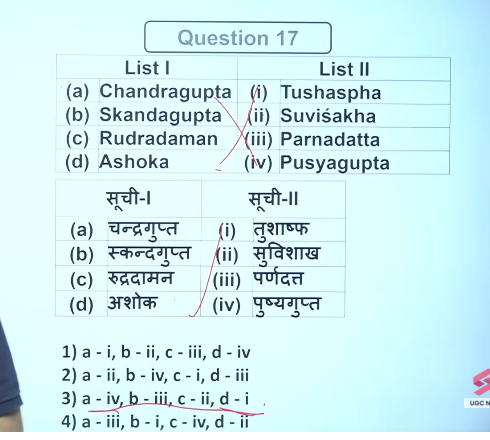 Question 17
List I List II
(a) Chandragupta (i) Tushaspha
(b) Skandagupta (ii) Suviśakha
(c) Rudradaman (iii) Parnadatta
(d) Ashoka (iv) Pusyagupta
सूची-I सूची-II
(a) चन्द्रगुप्त (i) तुशाष्फ
(b) स्कन्दगुप्त (ii) सुविशाख
(c) रुद्रदामन (iii) पर्णदत्त
(d) अशोक (iv) पुष्यगुप्त
1) a - i, b - ii, c - iii, d - iv
2) a - ii, b - iv, c - i, d - iii
3) a - iv, b - iii, c - ii, d - i
4) a - iii, b - i, c - iv, d - ii
UGC N